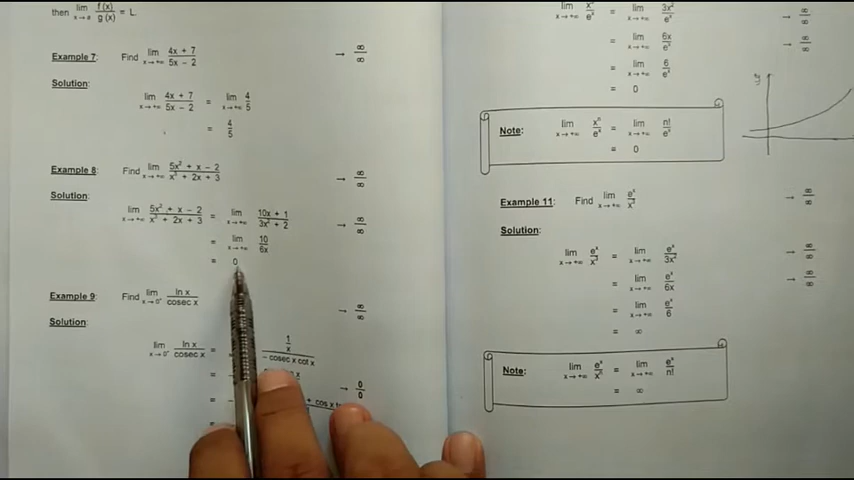 then lim x→a f(x)/g(x) = L
Example 7: Find lim x→+∞ (4x + 7)/(5x − 2) → ∞/∞
Solution:
lim x→+∞ (4x + 7)/(5x − 2) = lim x→+∞ 4/5
= 4/5
Example 8: Find lim x→+∞ (5x² + x − 2)/(x³ + 2x + 3) → ∞/∞
Solution:
lim x→+∞ (5x² + x − 2)/(x³ + 2x + 3) = lim x→+∞ (10x + 1)/(3x² + 2) → ∞/∞
= lim x→+∞ 10/6x
= 0
Example 9: Find lim x→0⁺ ln x/cosec x → ∞/∞
Solution:
lim x→0⁺ ln x/cosec x = (1/x)/(− cosec x cot x)
= → 0/0
= − + cos x
=
lim x→+∞ x³/eˣ = lim x→+∞ 3x²/eˣ → ∞/∞
= lim x→+∞ 6x/eˣ → ∞/∞
= lim x→+∞ 6/eˣ
= 0
Note: lim x→+∞ xⁿ/eˣ = lim x→+∞ n!/eˣ
= 0
Example 11: Find lim x→+∞ eˣ/x³ → ∞/∞
Solution:
lim x→+∞ eˣ/x³ = lim x→+∞ eˣ/3x² → ∞/∞
= lim x→+∞ eˣ/6x → ∞/∞
= lim x→+∞ eˣ/6
= ∞
Note: lim x→+∞ eˣ/xⁿ = lim x→+∞ eˣ/n!
= ∞